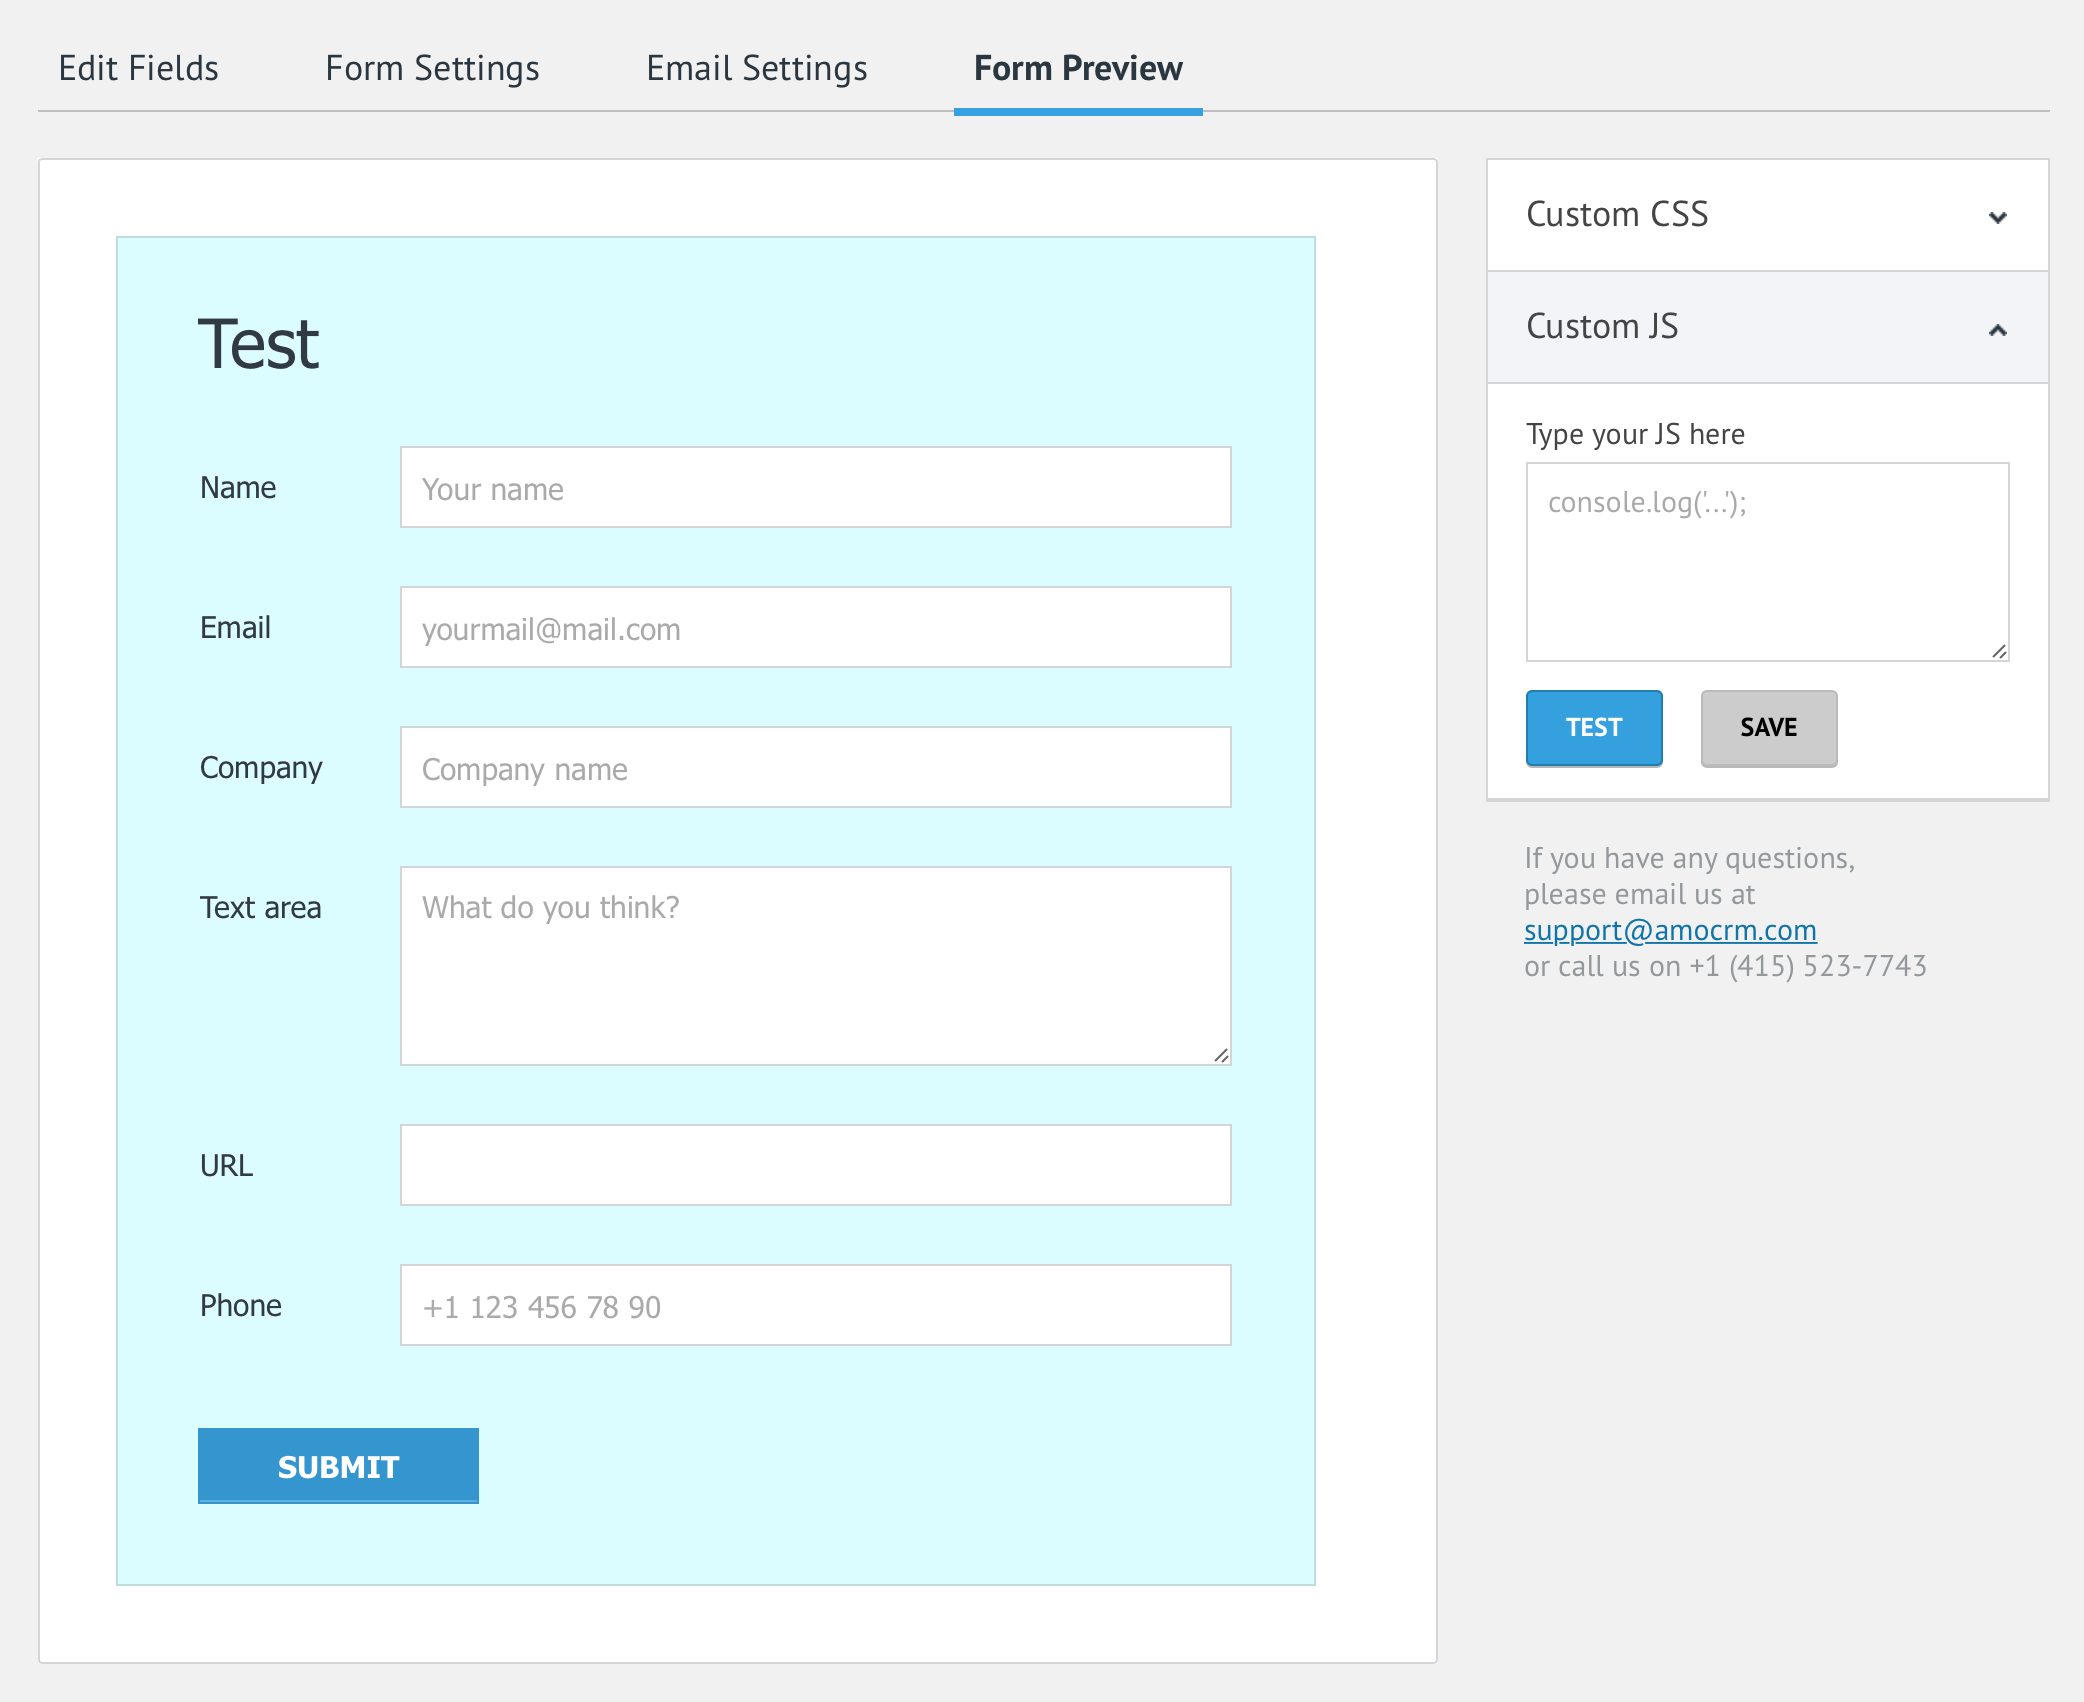 Edit Fields
Form Settings
Email Settings
Form Preview
Test
Name
Your name
Email
yourmail@mail.com
Company
Company name
Text area
What do you think?
URL
Phone
+1 123 456 78 90
SUBMIT
Custom CSS
Custom JS
Type your JS here
console.log('...');
TEST
SAVE
If you have any questions,
please email us at
support@amocrm.com
or call us on +1 (415) 523-7743